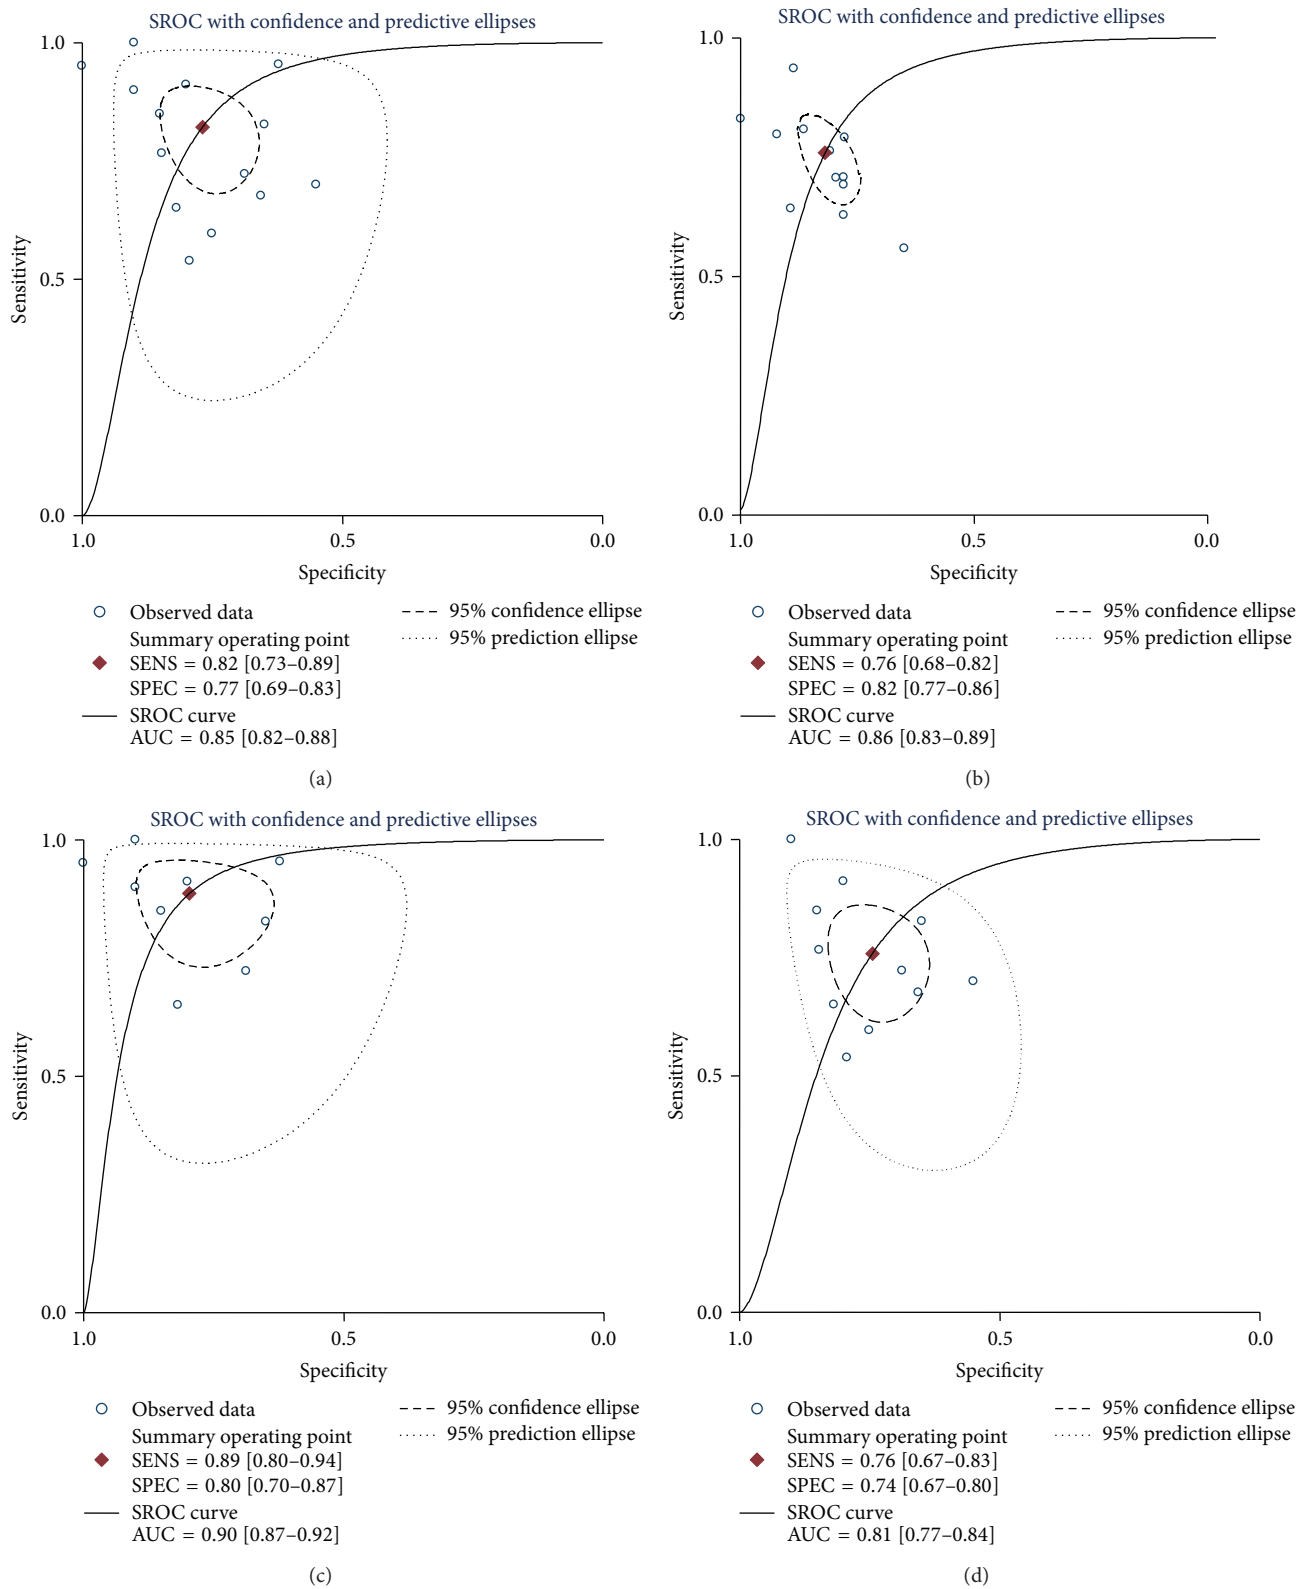 SROC with confidence and predictive ellipses
1.0
0.5
0.0
Sensitivity
1.0
0.5
0.0
Specificity
Observed data
Summary operating point
SENS = 0.82 [0.73–0.89]
SPEC = 0.77 [0.69–0.83]
SROC curve
AUC = 0.85 [0.82–0.88]
95% confidence ellipse
95% prediction ellipse
(a)
SROC with confidence and predictive ellipses
1.0
0.5
0.0
Sensitivity
1.0
0.5
0.0
Specificity
Observed data
Summary operating point
SENS = 0.76 [0.68–0.82]
SPEC = 0.82 [0.77–0.86]
SROC curve
AUC = 0.86 [0.83–0.89]
95% confidence ellipse
95% prediction ellipse
(b)
SROC with confidence and predictive ellipses
1.0
0.5
0.0
Sensitivity
1.0
0.5
0.0
Specificity
Observed data
Summary operating point
SENS = 0.89 [0.80–0.94]
SPEC = 0.80 [0.70–0.87]
SROC curve
AUC = 0.90 [0.87–0.92]
95% confidence ellipse
95% prediction ellipse
(c)
SROC with confidence and predictive ellipses
1.0
0.5
0.0
Sensitivity
1.0
0.5
0.0
Specificity
Observed data
Summary operating point
SENS = 0.76 [0.67–0.83]
SPEC = 0.74 [0.67–0.80]
SROC curve
AUC = 0.81 [0.77–0.84]
95% confidence ellipse
95% prediction ellipse
(d)